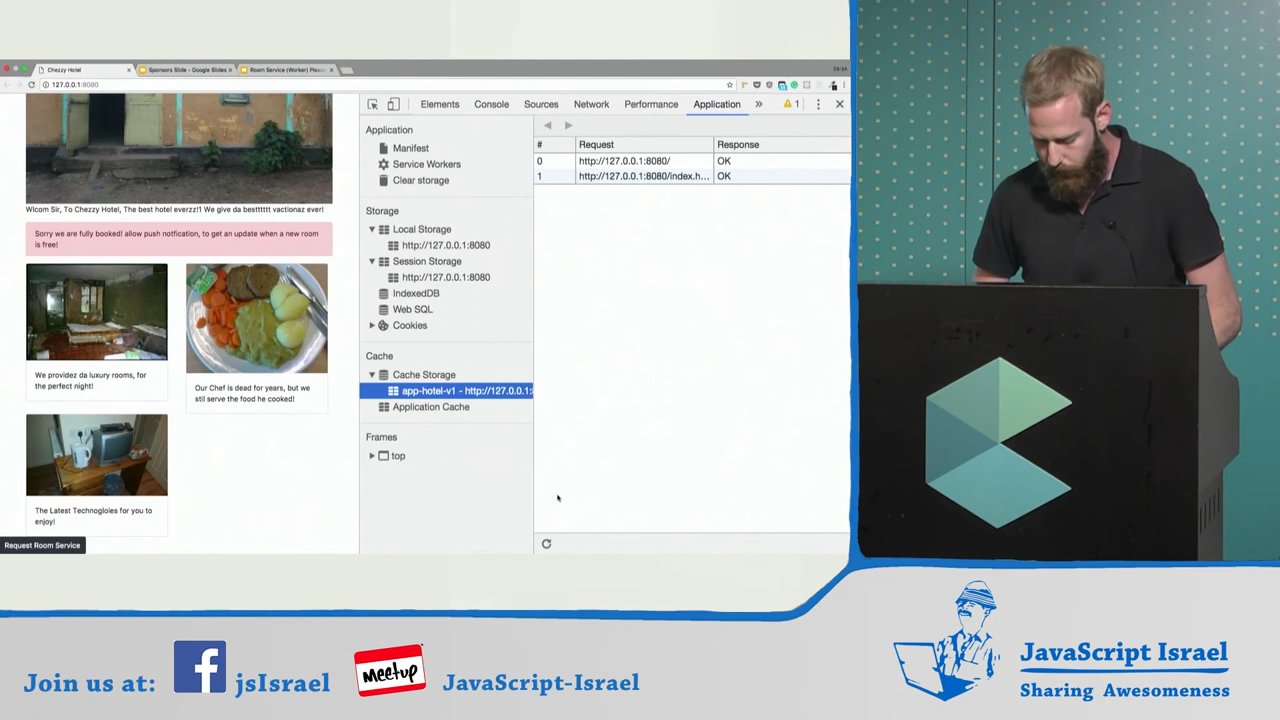 Chezzy Hotel
Sponsors Slide - Google Slides
Room Service (Worker) Pleas
127.0.0.1:8080
Elements Console Sources Network Performance Application » 1
Wlcom Sir, To Chezzy Hotel, The best hotel everzz!1 We give da bestttttt vactionaz ever!
Sorry we are fully booked! allow push notfication, to get an update when a new room
is free!
We providez da luxury rooms, for
the perfect night!
Our Chef is dead for years, but we
stil serve the food he cooked!
The Latest Technogloies for you to
enjoy!
Request Room Service
Application
Manifest
Service Workers
Clear storage
Storage
Local Storage
http://127.0.0.1:8080
Session Storage
http://127.0.0.1:8080
IndexedDB
Web SQL
Cookies
Cache
Cache Storage
app-hotel-v1 - http://127.0.0.1:
Application Cache
Frames
top
# Request Response
0 http://127.0.0.1:8080/ OK
1 http://127.0.0.1:8080/index.h... OK
Join us at: jsIsrael
Meetup JavaScript-Israel
JavaScript Israel
Sharing Awesomeness